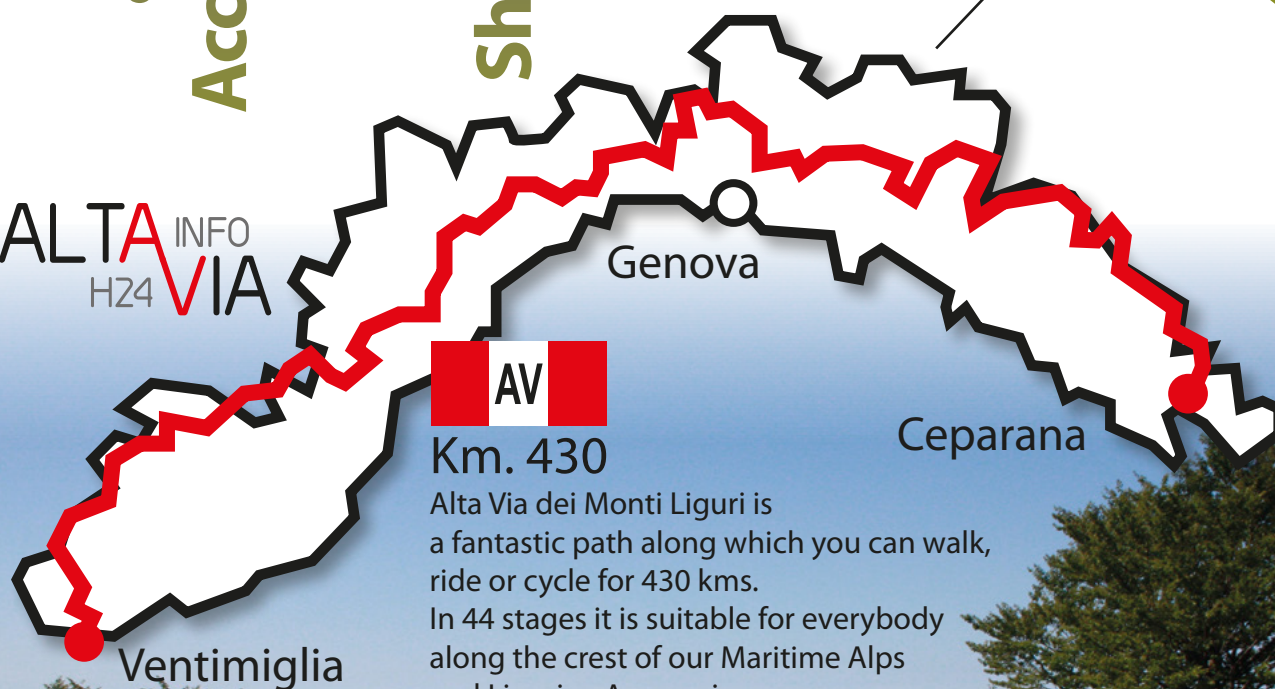 Acc
Sh
ALTAVIA
INFO
H24
Genova
AV
Km. 430
Ceparana
Alta Via dei Monti Liguri is
a fantastic path along which you can walk,
ride or cycle for 430 kms.
In 44 stages it is suitable for everybody
along the crest of our Maritime Alps
Ventimiglia